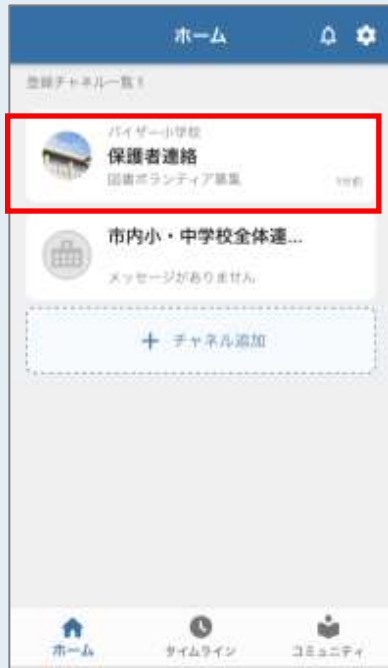 ホーム
登録チャネル一覧
バイザー小学校
保護者連絡
図書ボランティア募集
1分前
市内小・中学校全体連...
メッセージがありません
+ チャネル追加
ホーム
タイムライン
コミュニティ